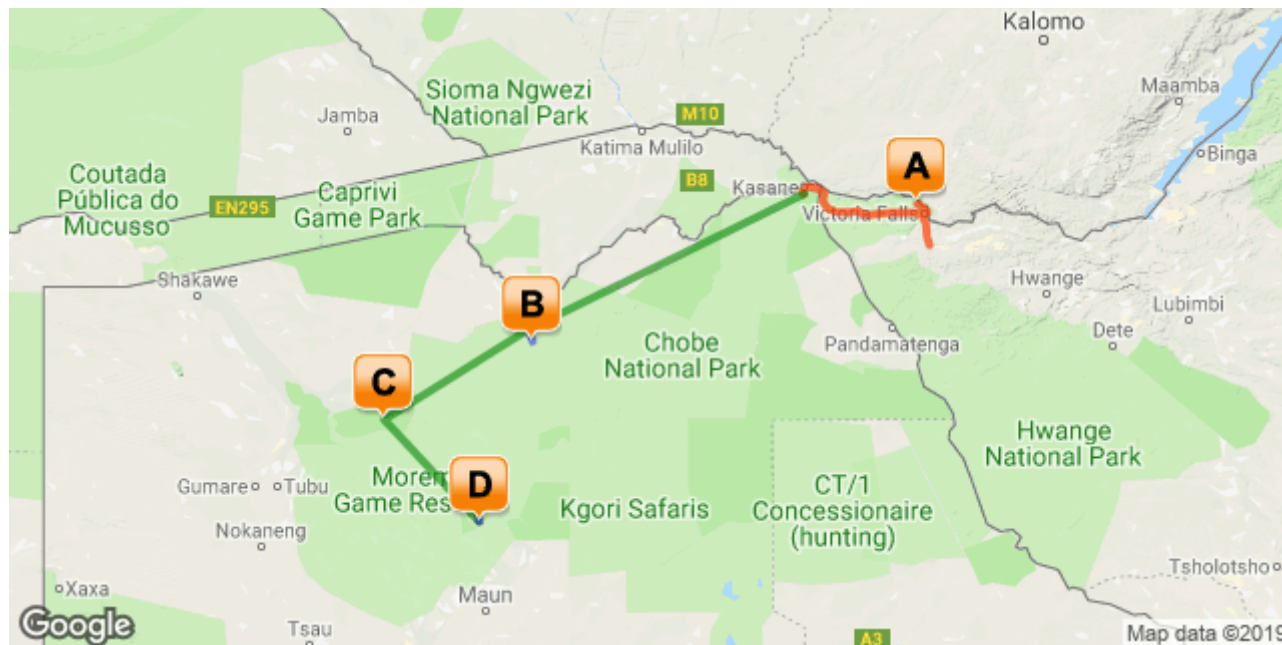 Kalomo
Sioma Ngwezi
National Park
Maamba
Jamba
M10
Katima Mulilo
Binga
A
Coutada
Pública do
Mucusso
B8
Kasane
Caprivi
Game Park
EN295
Victoria Falls
Shakawe
Hwange
B
Lubimbi
Dete
Chobe
National Park
Pandamatenga
C
Hwange
National Park
Gumare
Tubu
Game Res
D
Kgori Safaris
CT/1
Concessionaire
(hunting)
Nokaneng
Tsholotsho
Xaxa
Maun
Google
Tsau
A3
Map data ©2019